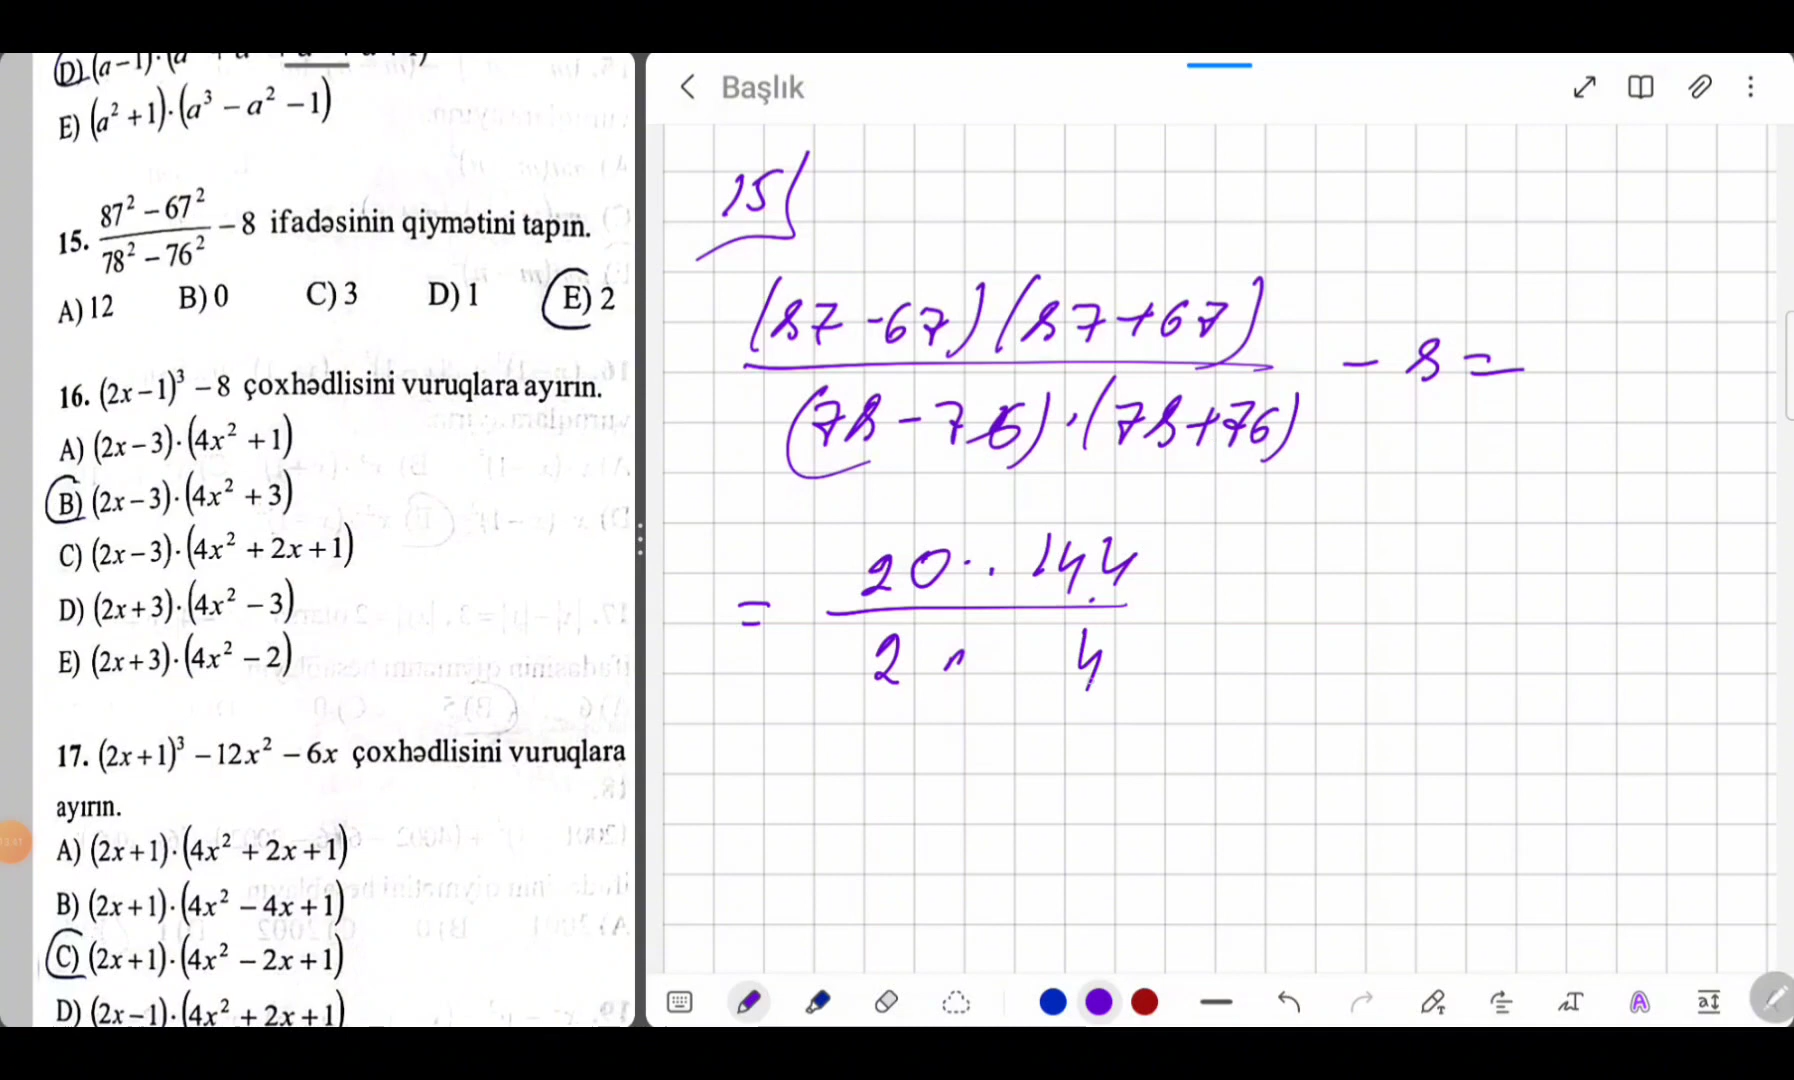 E) (a² + 1)·(a³ − a² − 1)
15. (87² − 67²)/(78² − 76²) − 8 ifadəsinin qiymətini tapın.
A) 12 B) 0 C) 3 D) 1 E) 2
16. (2x − 1)³ − 8 çoxhədlisini vuruqlara ayırın.
A) (2x − 3)·(4x² + 1)
B) (2x − 3)·(4x² + 3)
C) (2x − 3)·(4x² + 2x + 1)
D) (2x + 3)·(4x² − 3)
E) (2x + 3)·(4x² − 2)
17. (2x + 1)³ − 12x² − 6x çoxhədlisini vuruqlara
ayırın.
A) (2x + 1)·(4x² + 2x + 1)
B) (2x + 1)·(4x² − 4x + 1)
C) (2x + 1)·(4x² − 2x + 1)
D) (2x − 1)·(4x² + 2x + 1)
Başlık
15
(87 - 67) (87 + 67)
− 8 =
(78 − 76) · (78 + 76)
20 · 144
=
2 · 4